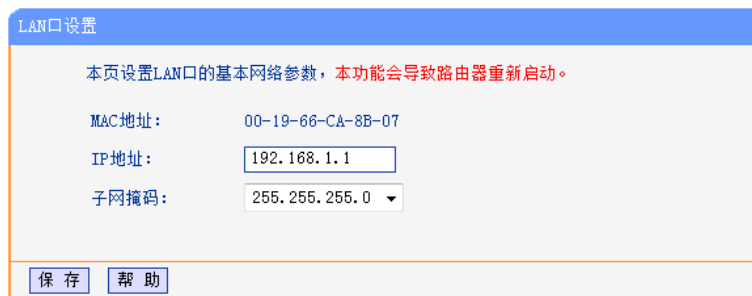 LAN口设置
本页设置LAN口的基本网络参数，本功能会导致路由器重新启动。
MAC地址： 00-19-66-CA-8B-07
IP地址： 192.168.1.1
子网掩码： 255.255.255.0
保 存 帮 助